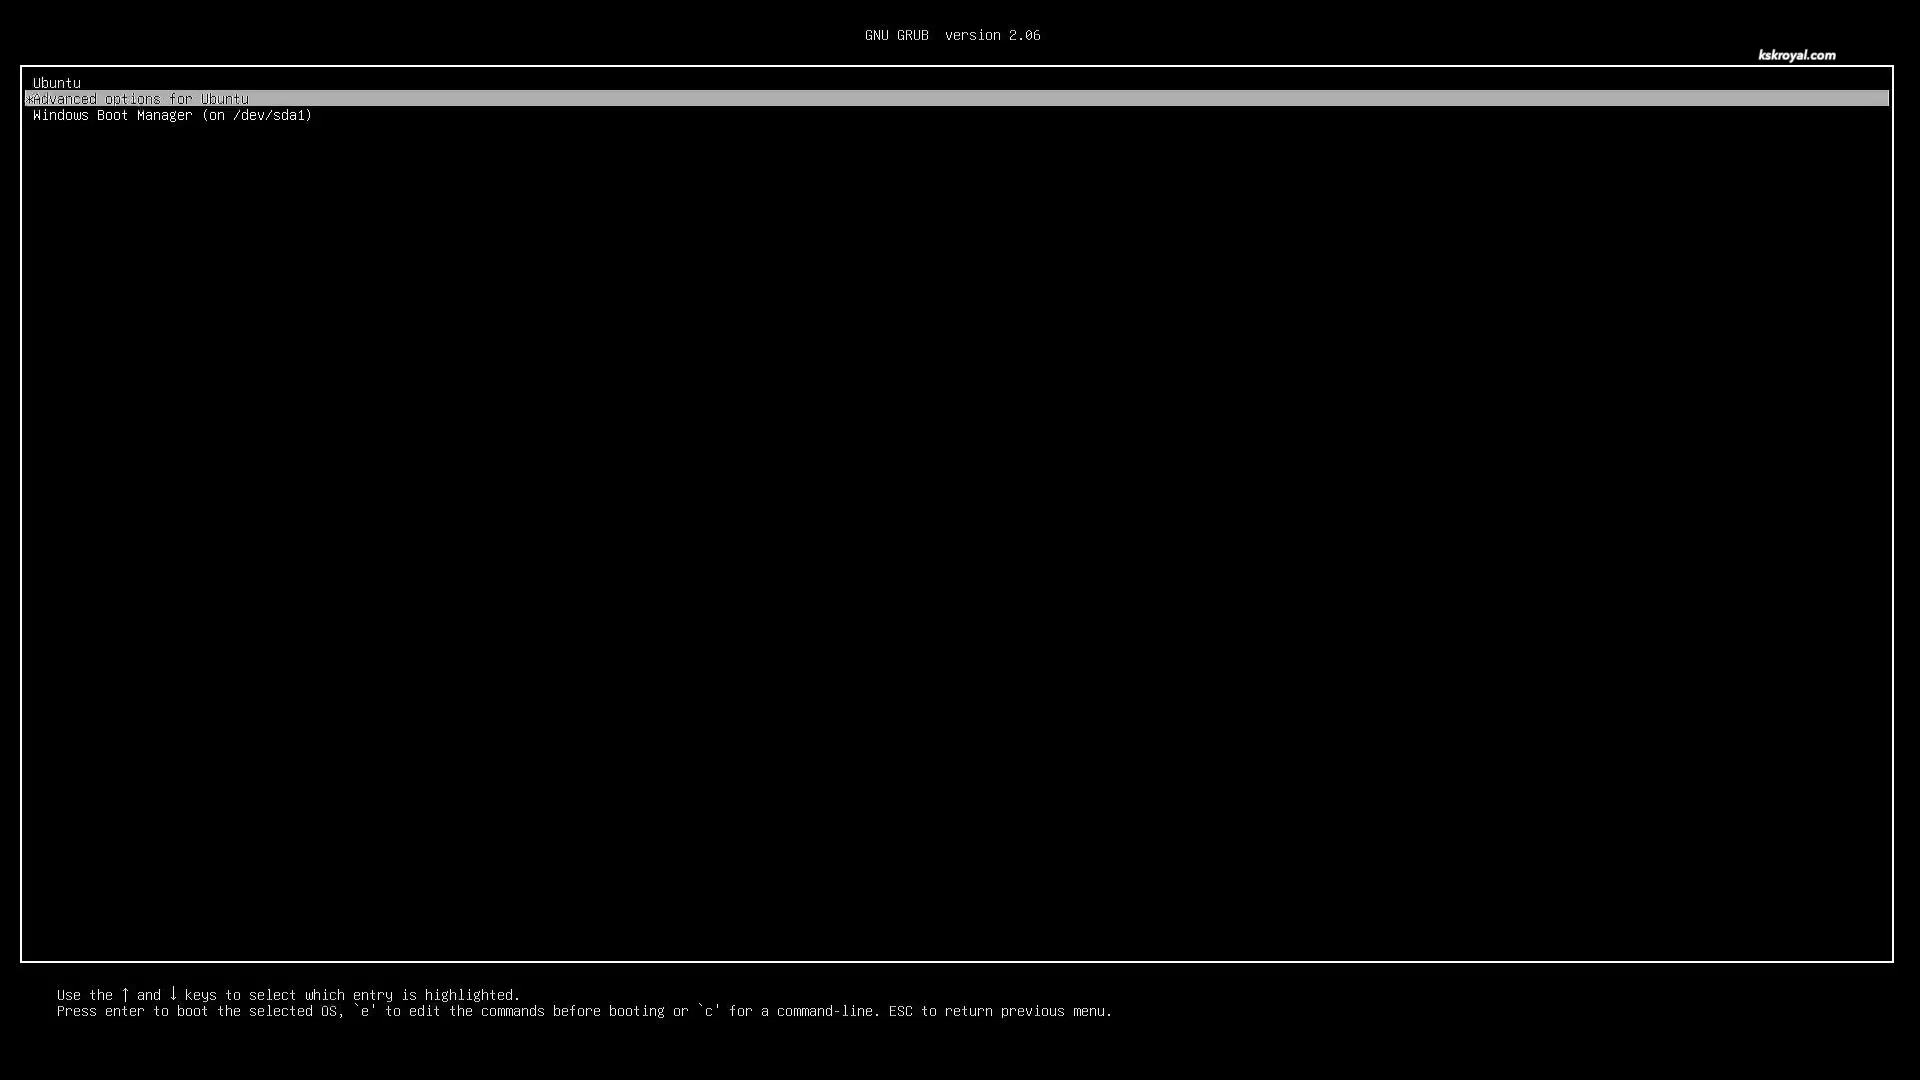 GNU GRUB  version 2.06
kskroyal.com
Ubuntu
*Advanced options for Ubuntu
Windows Boot Manager (on /dev/sda1)
Use the ↑ and ↓ keys to select which entry is highlighted.
Press enter to boot the selected OS, `e' to edit the commands before booting or `c' for a command-line. ESC to return previous menu.